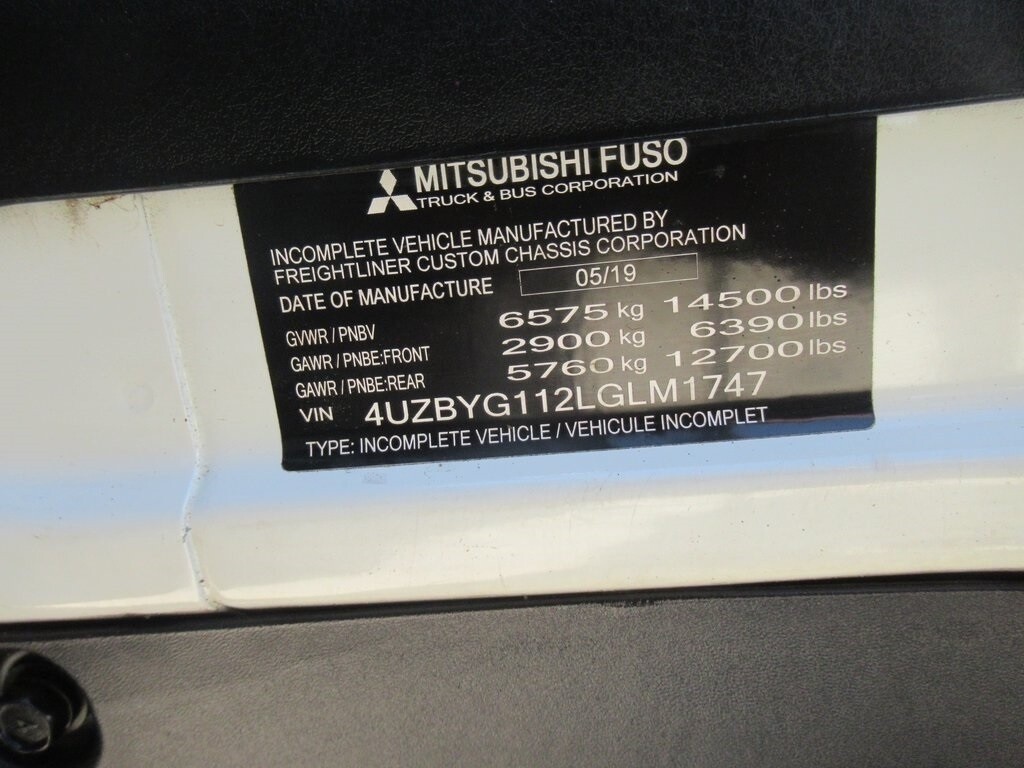 MITSUBISHI FUSO
TRUCK & BUS CORPORATION
INCOMPLETE VEHICLE MANUFACTURED BY
FREIGHTLINER CUSTOM CHASSIS CORPORATION
DATE OF MANUFACTURE 05/19
GVWR / PNBV 6575 kg 14500 lbs
GAWR / PNBE:FRONT 2900 kg 6390 lbs
GAWR / PNBE:REAR 5760 kg 12700 lbs
VIN 4UZBYG112LGLM1747
TYPE: INCOMPLETE VEHICLE / VEHICULE INCOMPLET